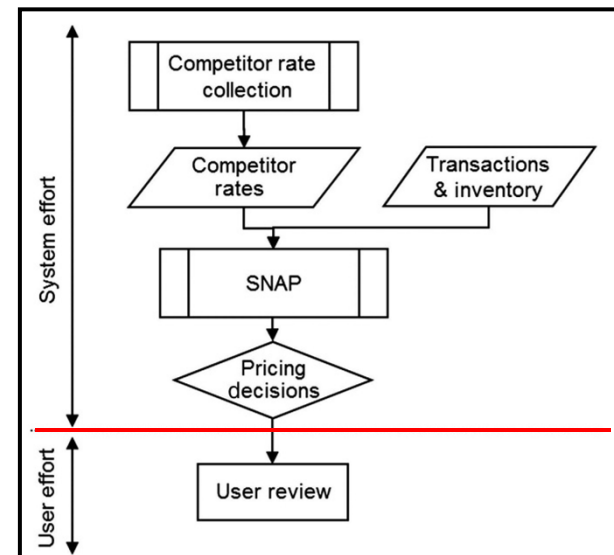 Competitor rate
collection
Competitor
rates
Transactions
& inventory
SNAP
Pricing
decisions
User review
System effort
User effort